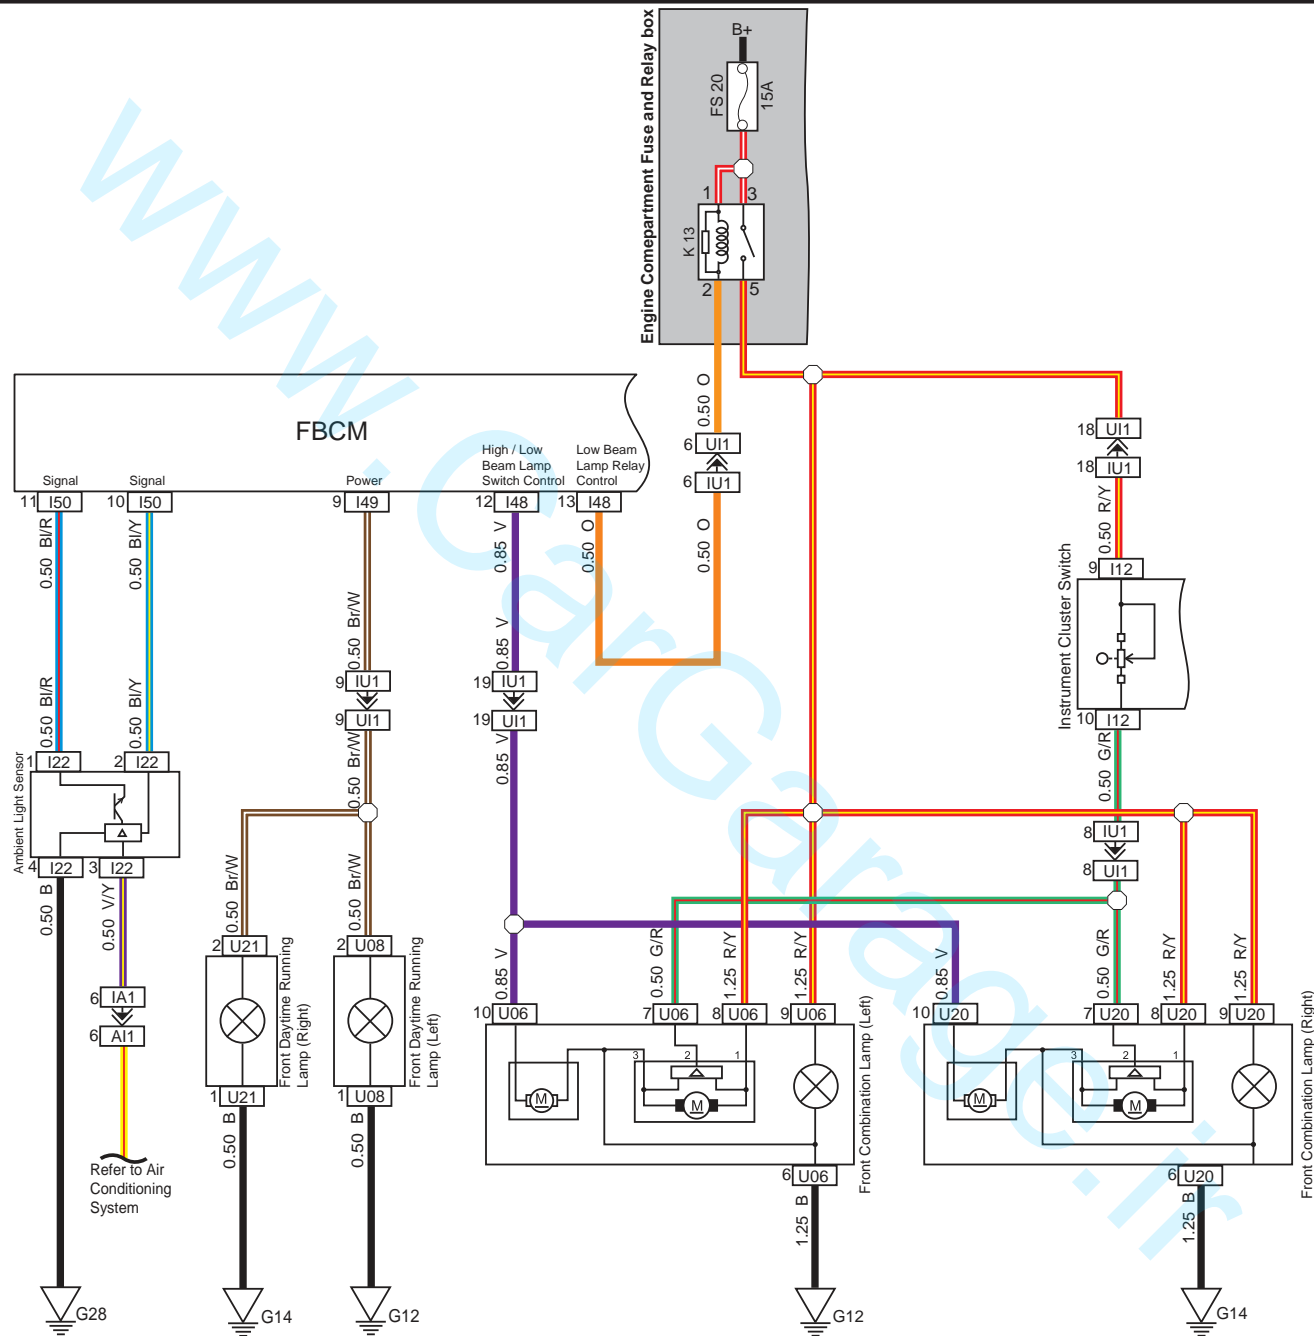 Engine Comepartment Fuse and Relay box
B+
FS 20
15A
1
3
K 13
2
5
FBCM
Signal
Signal
Power
High / Low
Beam Lamp
Switch Control
Low Beam
Lamp Relay
Control
11 I50
10 I50
9 I49
12 I48
13 I48
0.50 O
6 UI1
6 IU1
0.50 O
18 UI1
18 IU1
0.50 R/Y
9 I12
Instrument Cluster Switch
10 I12
0.50 G/R
8 IU1
8 UI1
0.50 Bl/R
0.50 Bl/Y
0.50 Br/W
0.85 V
0.50 O
0.50 Bl/R
0.50 Bl/Y
0.85 V
9 IU1
9 UI1
0.50 Br/W
19 IU1
19 UI1
0.85 V
1 I22
2 I22
Ambient Light Sensor
4 I22
3 I22
0.50 B
0.50 V/Y
6 IA1
6 AI1
Refer to Air
Conditioning
System
0.50 Br/W
0.50 Br/W
2 U21
2 U08
Front Daytime Running
Lamp (Right)
Front Daytime Running
Lamp (Left)
1 U21
1 U08
0.50 B
0.50 B
0.85 V
0.50 G/R
1.25 R/Y
1.25 R/Y
0.85 V
0.50 G/R
1.25 R/Y
1.25 R/Y
10 U06
7 U06
8 U06
9 U06
10 U20
7 U20
8 U20
9 U20
3
2
1
M
M
Front Combination Lamp (Left)
3
2
1
M
M
Front Combination Lamp (Right)
6 U06
6 U20
1.25 B
1.25 B
G28
G14
G12
G12
G14
www.CarGarage.ir